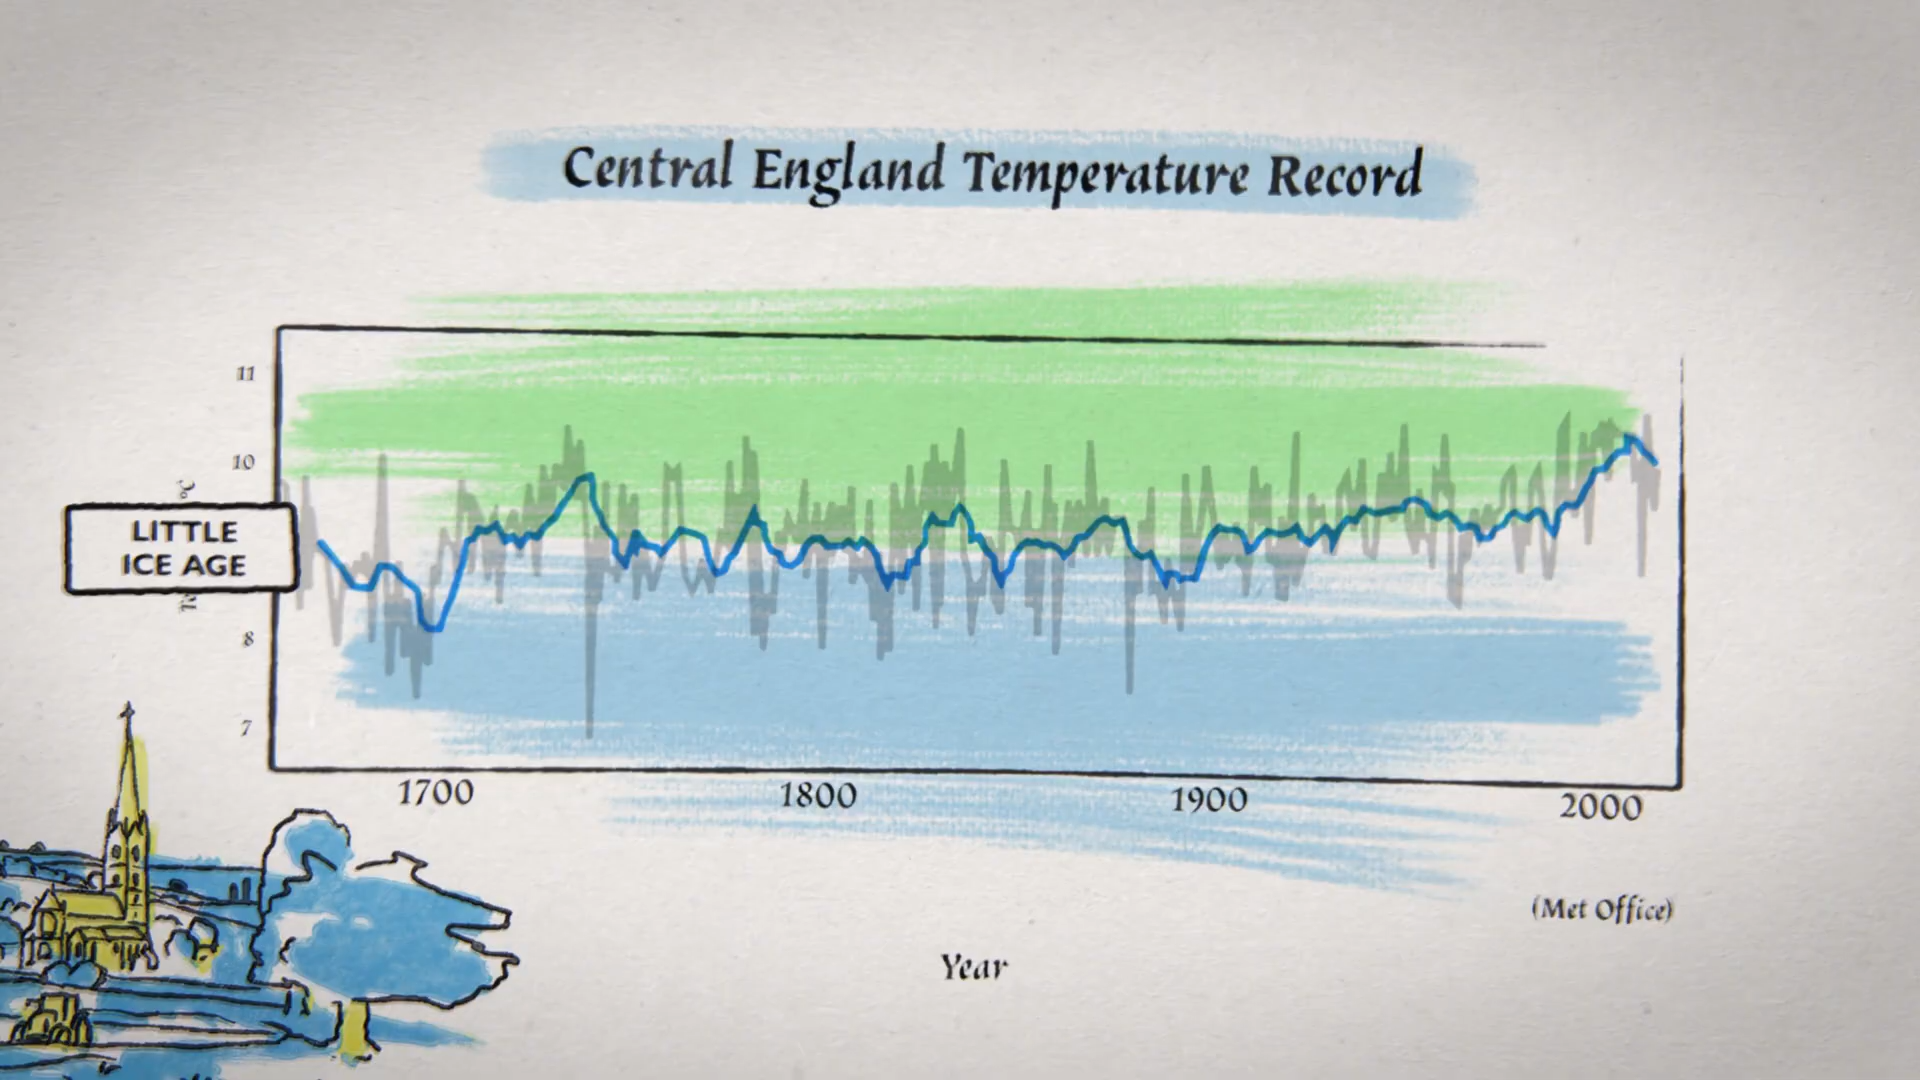 Central England Temperature Record
11
10
°C
LITTLE
ICE AGE
8
7
1700
1800
1900
2000
(Met Office)
Year